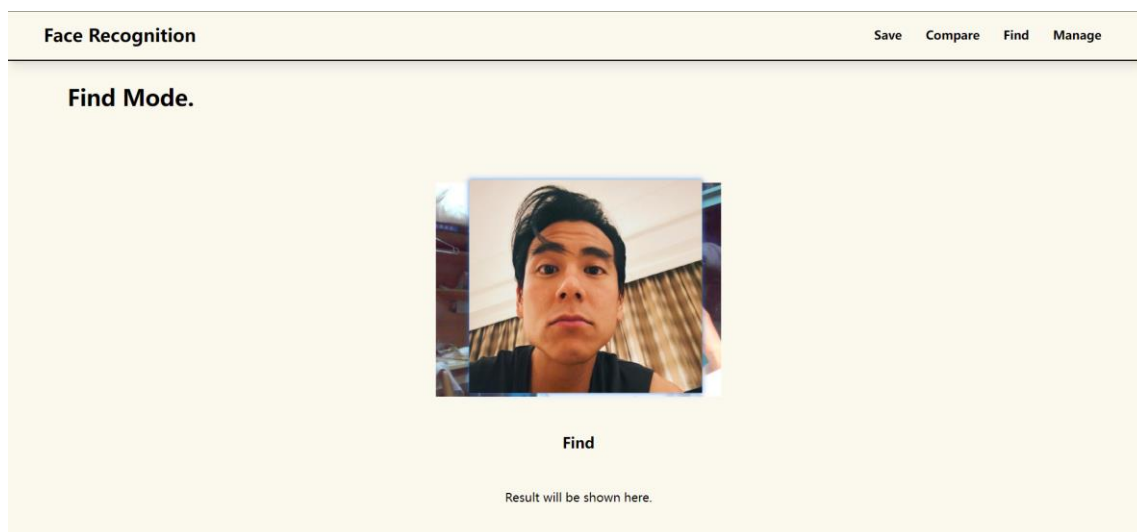 Face Recognition
Save Compare Find Manage
Find Mode.
Find
Result will be shown here.